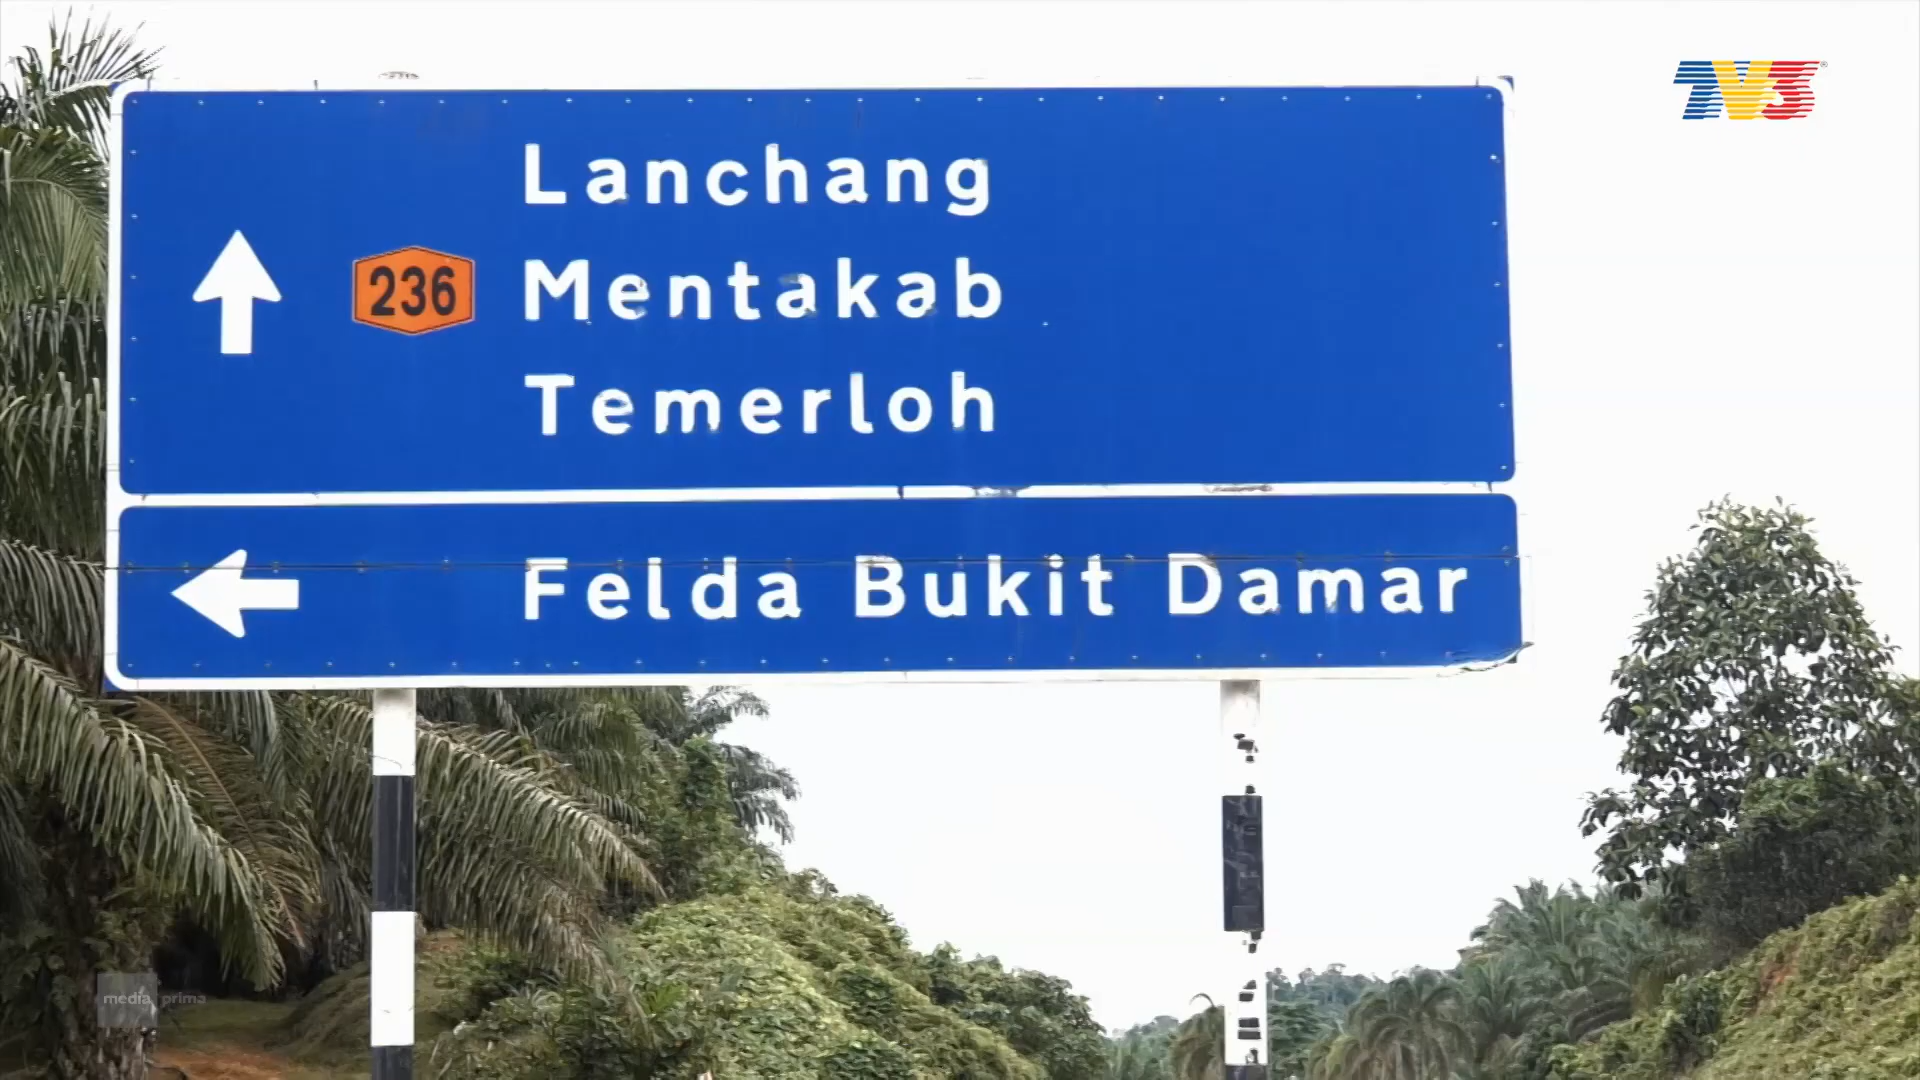 TV3
Lanchang
236 Mentakab
Temerloh
Felda Bukit Damar
media prima